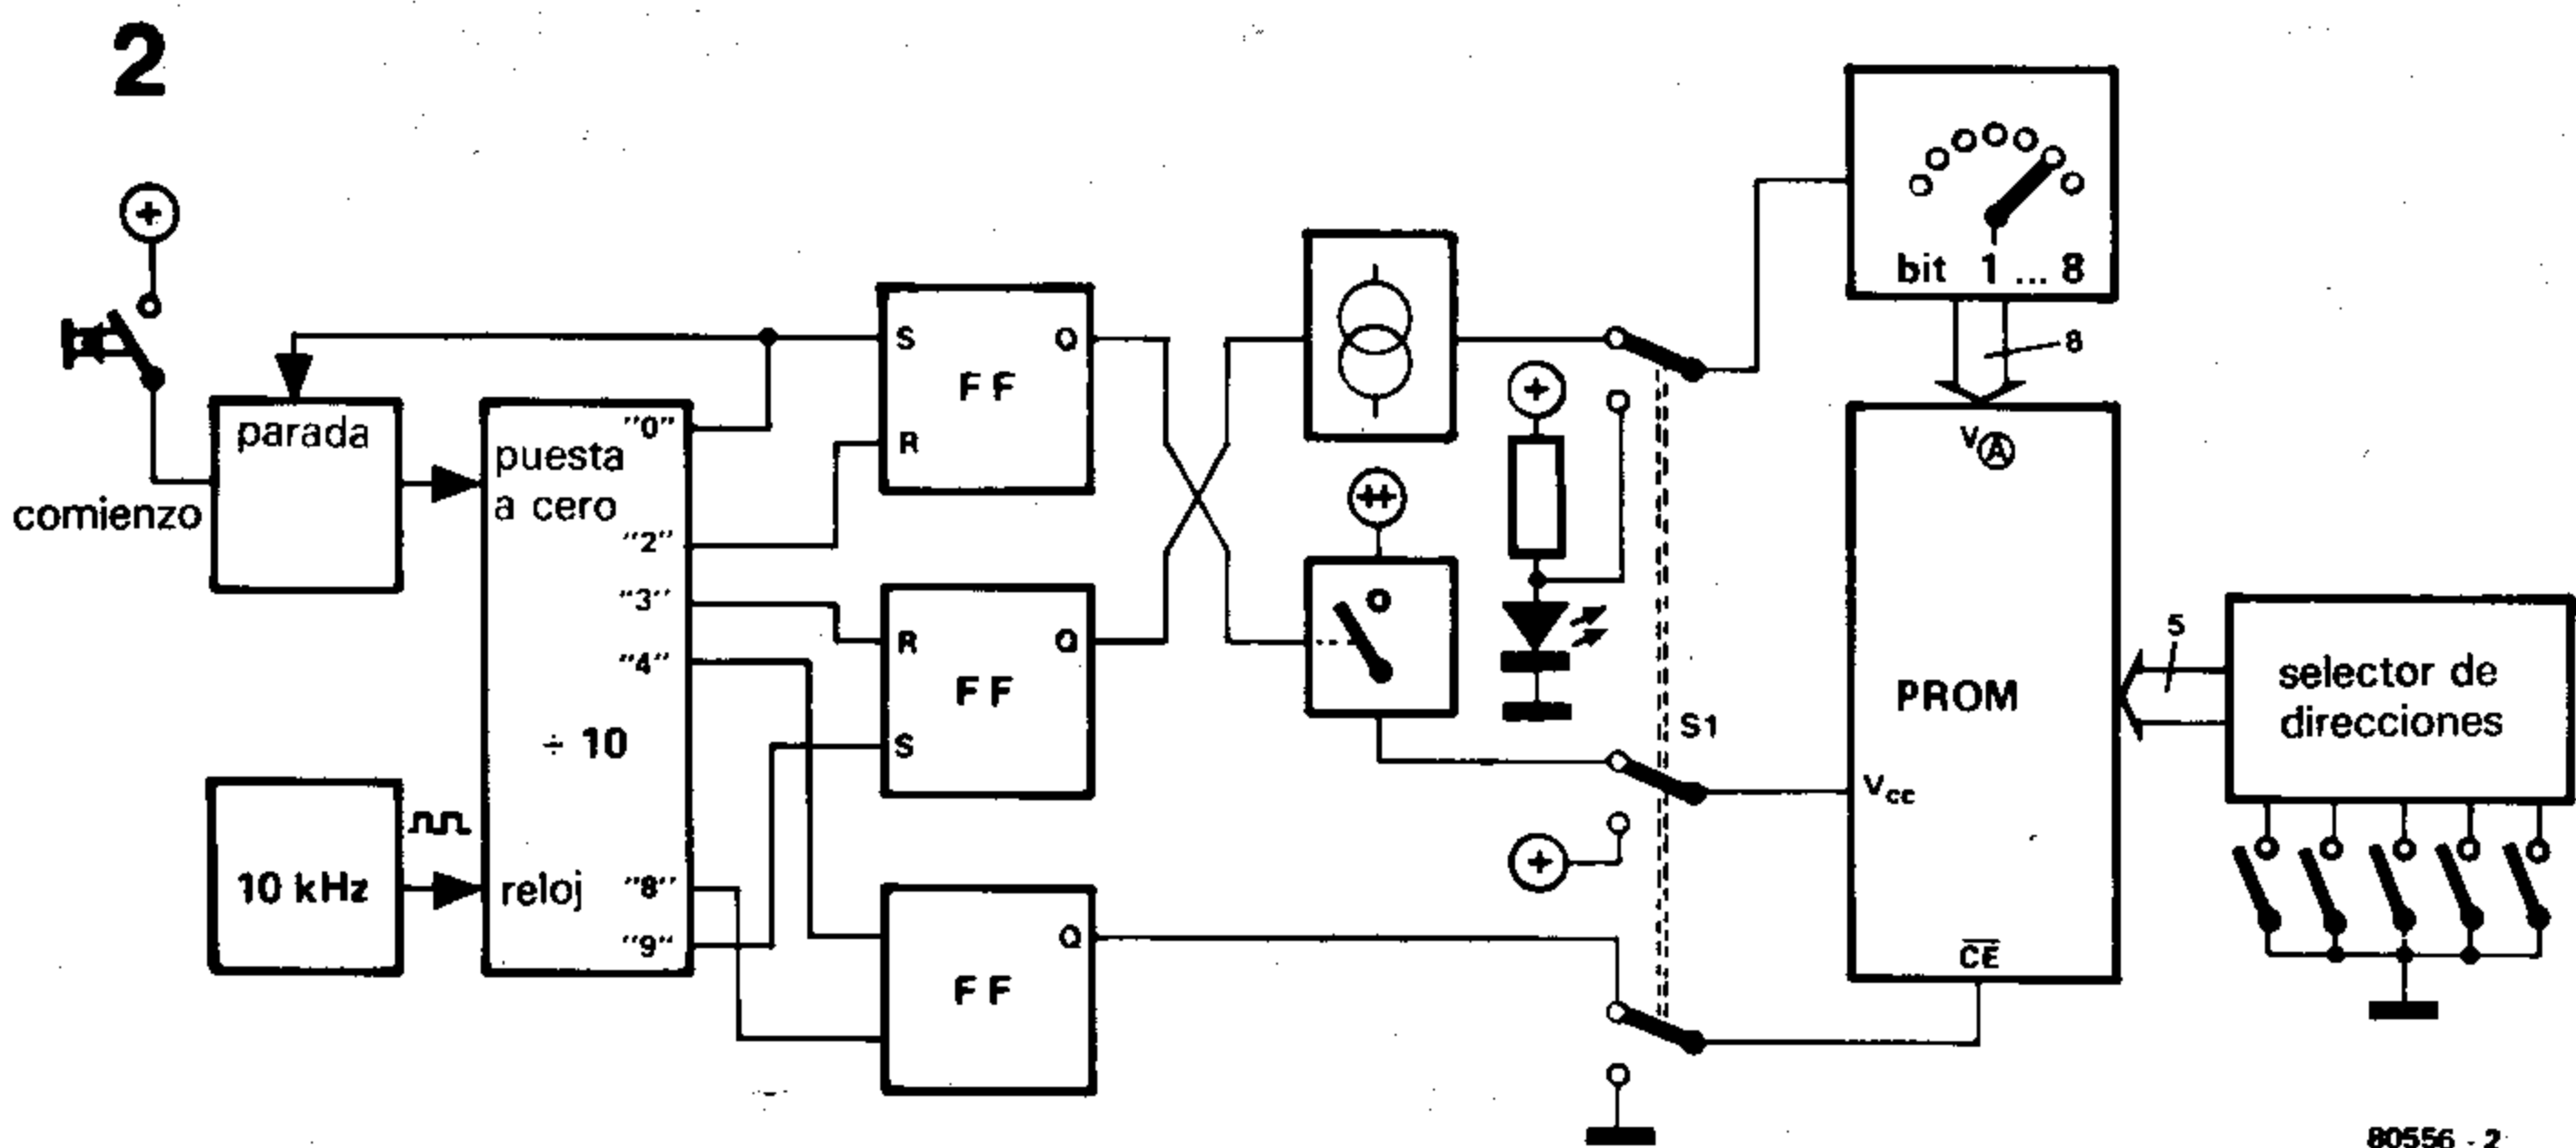 2
+
comienzo
parada
10 kHz
puesta
a cero
÷ 10
reloj
"0"
"2"
"3"
"4"
"8"
"9"
S
R
Q
FF
R
S
Q
FF
Q
FF
++
+
+
S1
bit 1 ... 8
8
VA
PROM
Vcc
CE
5
selector de
direcciones
80556 - 2